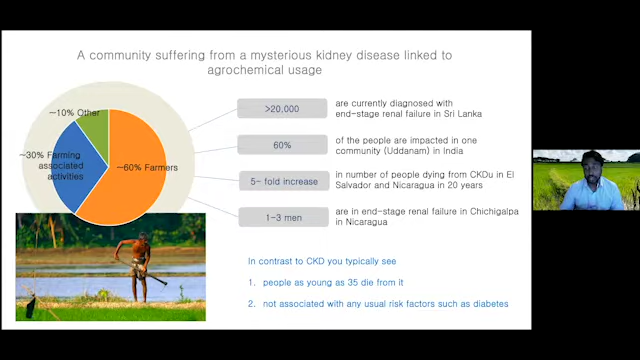 A community suffering from a mysterious kidney disease linked to
agrochemical usage
~10% Other
~30% Farming
associated
activities
~60% Farmers
>20,000
are currently diagnosed with
end-stage renal failure in Sri Lanka
60%
of the people are impacted in one
community (Uddanam) in India
5- fold increase
in number of people dying from CKDu in El
Salvador and Nicaragua in 20 years
1-3 men
are in end-stage renal failure in Chichigalpa
in Nicaragua
In contrast to CKD you typically see
1. people as young as 35 die from it
2. not associated with any usual risk factors such as diabetes